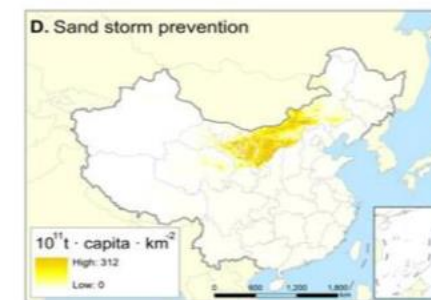 D. Sand storm prevention
10¹¹t · capita · km⁻²
High: 312
Low: 0
0 600 1,200 1,800